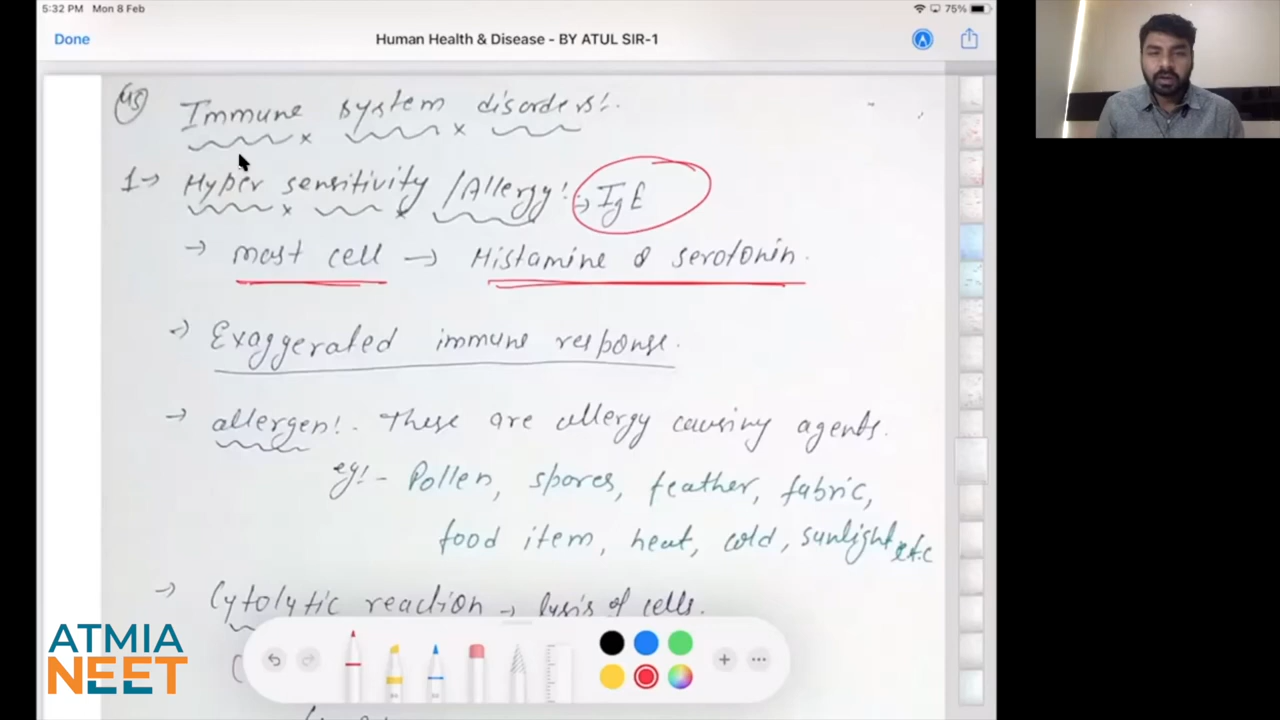 5:32 PM Mon 8 Feb
75%
Done
Human Health & Disease - BY ATUL SIR-1
Immune system disorders!.
1→ Hyper sensitivity / Allergy! :→ IgE
→ mast cell → Histamine & serotonin.
→ Exaggerated immune response.
→ allergen!. These are allergy causing agents.
eg! - Pollen, spores, feather, fabric,
food item, heat, cold, sunlight etc
→ Cytolytic reaction → lysis of cells.
ATMIA
NEET